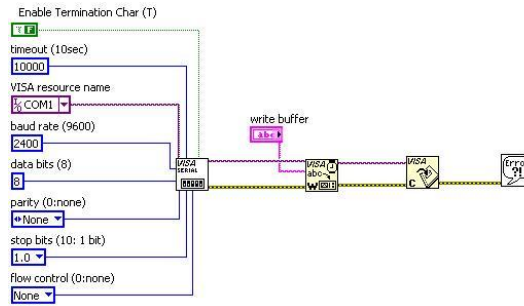 Enable Termination Char (T)
T F
timeout (10sec)
10000
VISA resource name
I/O COM1
baud rate (9600)
2400
data bits (8)
8
parity (0:none)
None
stop bits (10: 1 bit)
1.0
flow control (0:none)
None
VISA
SERIAL
write buffer
abc
VISA
abc
W
VISA
C
Error
?!